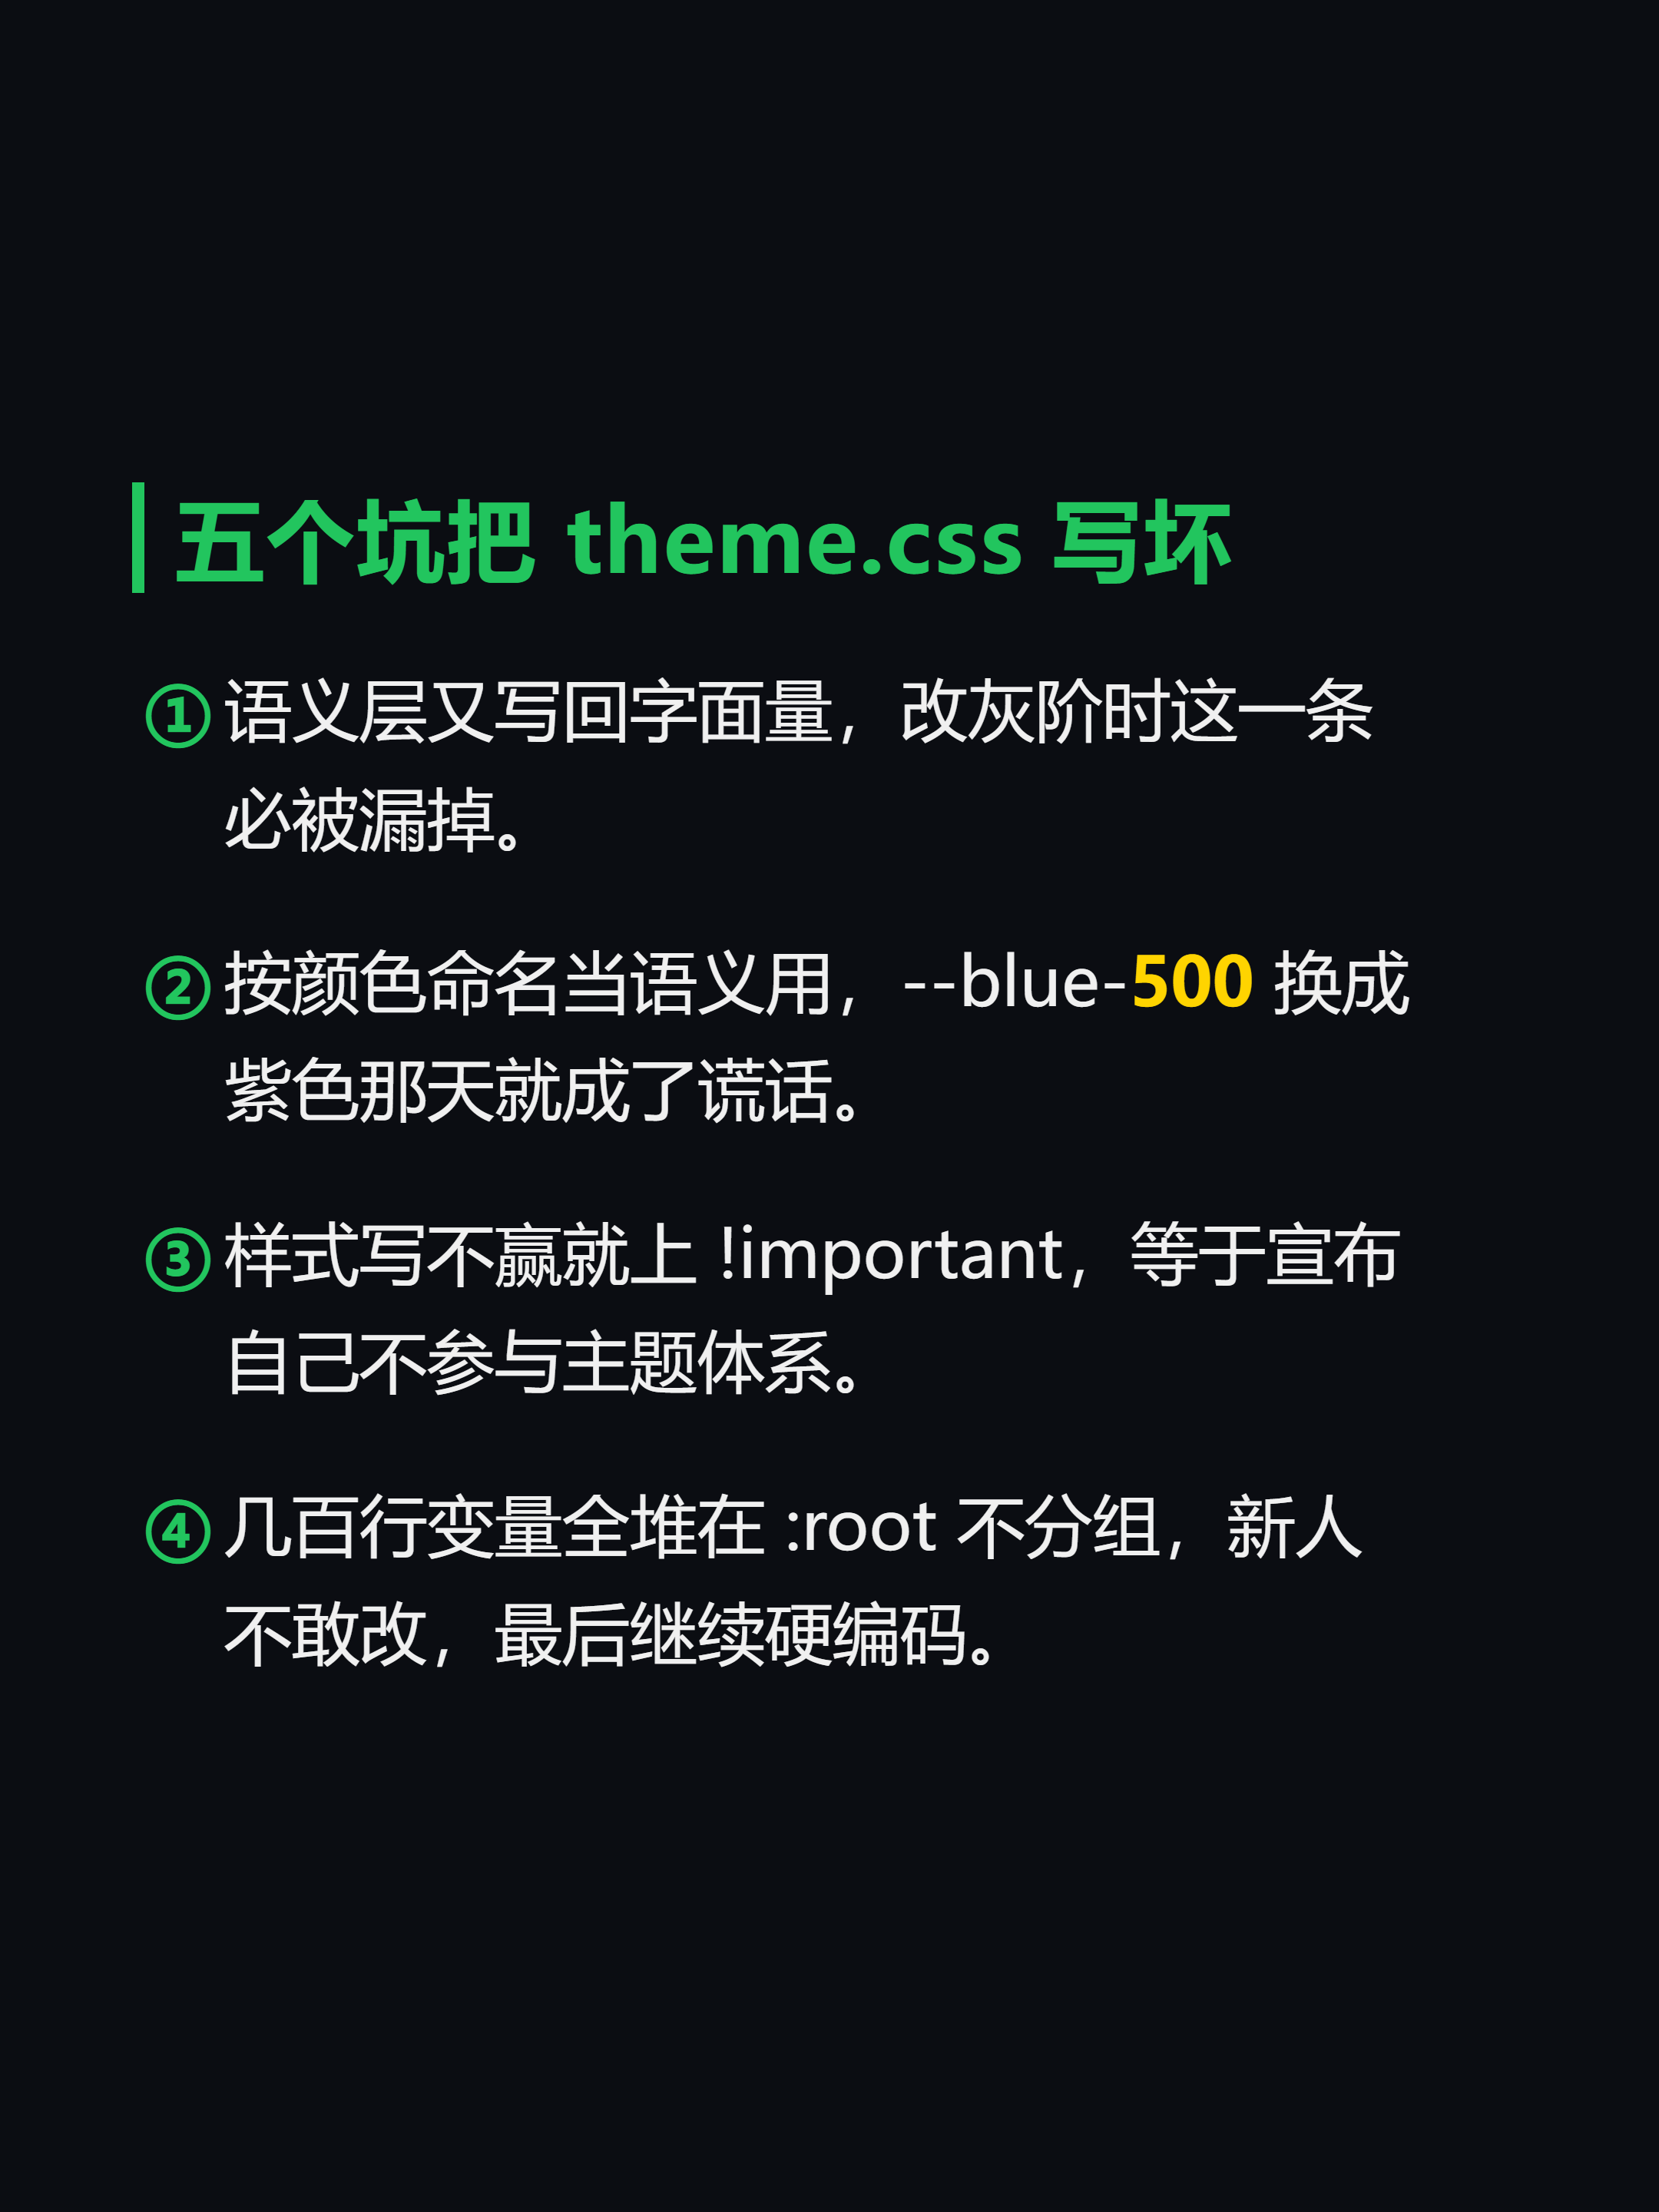 五个坑把 theme.css 写坏
① 语义层又写回字面量，改灰阶时这一条
必被漏掉。
② 按颜色命名当语义用，--blue-500 换成
紫色那天就成了谎话。
③ 样式写不赢就上 !important，等于宣布
自己不参与主题体系。
④ 几百行变量全堆在 :root 不分组，新人
不敢改，最后继续硬编码。